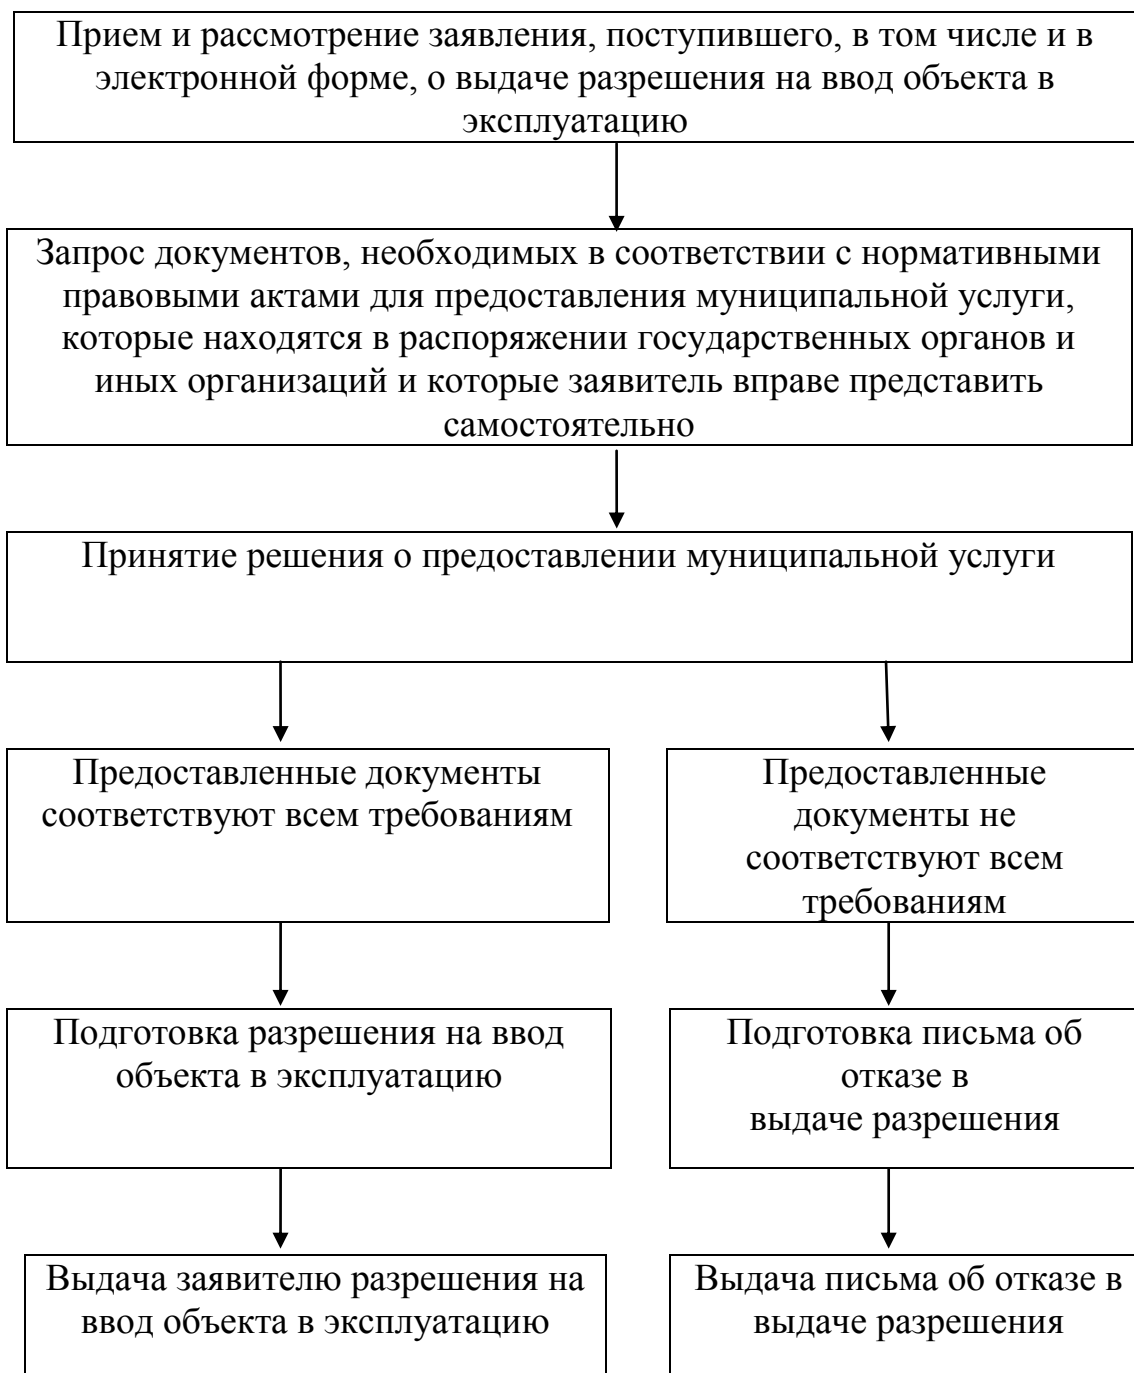 Прием и рассмотрение заявления, поступившего, в том числе и в
электронной форме, о выдаче разрешения на ввод объекта в
эксплуатацию
Запрос документов, необходимых в соответствии с нормативными
правовыми актами для предоставления муниципальной услуги,
которые находятся в распоряжении государственных органов и
иных организаций и которые заявитель вправе представить
самостоятельно
Принятие решения о предоставлении муниципальной услуги
Предоставленные документы
соответствуют всем требованиям
Предоставленные
документы не
соответствуют всем
требованиям
Подготовка разрешения на ввод
объекта в эксплуатацию
Подготовка письма об
отказе в
выдаче разрешения
Выдача заявителю разрешения на
ввод объекта в эксплуатацию
Выдача письма об отказе в
выдаче разрешения